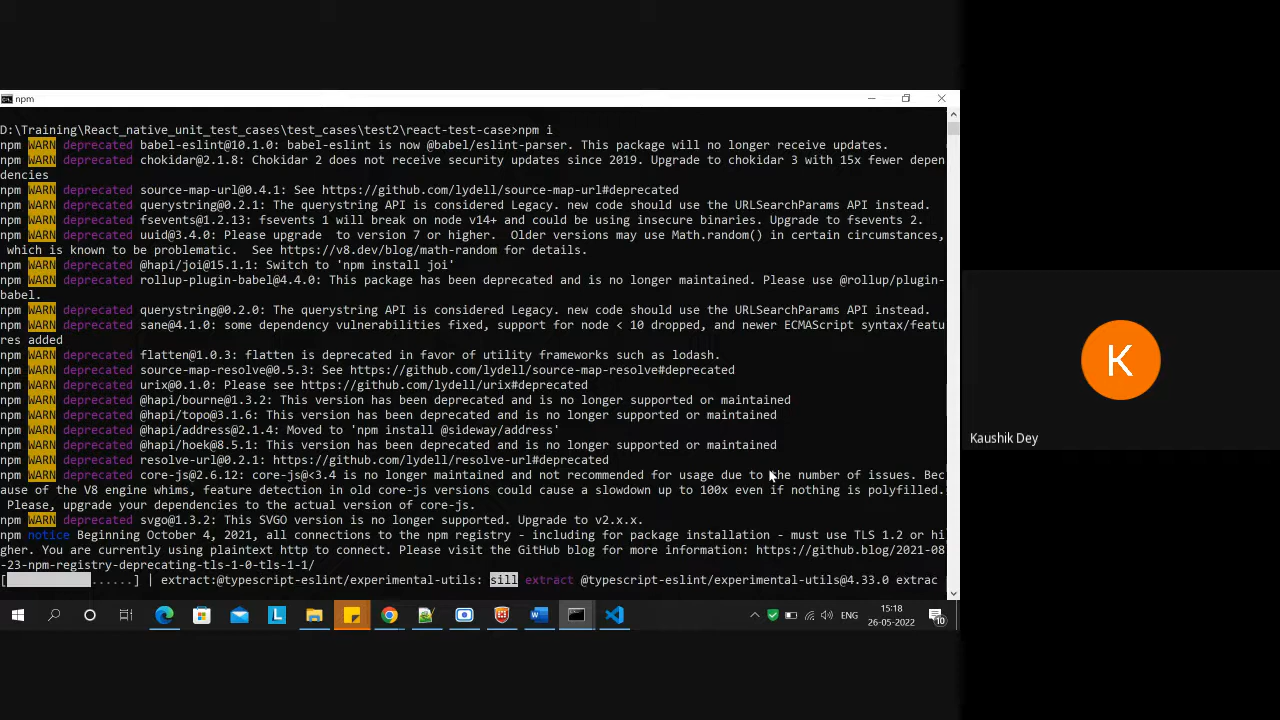 npm
D:\Training\React_native_unit_test_cases\test_cases\test2\react-test-case>npm i
npm WARN deprecated babel-eslint@10.1.0: babel-eslint is now @babel/eslint-parser. This package will no longer receive updates.
npm WARN deprecated chokidar@2.1.8: Chokidar 2 does not receive security updates since 2019. Upgrade to chokidar 3 with 15x fewer depen
dencies
npm WARN deprecated source-map-url@0.4.1: See https://github.com/lydell/source-map-url#deprecated
npm WARN deprecated querystring@0.2.1: The querystring API is considered Legacy. new code should use the URLSearchParams API instead.
npm WARN deprecated fsevents@1.2.13: fsevents 1 will break on node v14+ and could be using insecure binaries. Upgrade to fsevents 2.
npm WARN deprecated uuid@3.4.0: Please upgrade  to version 7 or higher.  Older versions may use Math.random() in certain circumstances,
 which is known to be problematic.  See https://v8.dev/blog/math-random for details.
npm WARN deprecated @hapi/joi@15.1.1: Switch to 'npm install joi'
npm WARN deprecated rollup-plugin-babel@4.4.0: This package has been deprecated and is no longer maintained. Please use @rollup/plugin-
babel.
npm WARN deprecated querystring@0.2.0: The querystring API is considered Legacy. new code should use the URLSearchParams API instead.
npm WARN deprecated sane@4.1.0: some dependency vulnerabilities fixed, support for node < 10 dropped, and newer ECMAScript syntax/featu
res added
npm WARN deprecated flatten@1.0.3: flatten is deprecated in favor of utility frameworks such as lodash.
npm WARN deprecated source-map-resolve@0.5.3: See https://github.com/lydell/source-map-resolve#deprecated
npm WARN deprecated urix@0.1.0: Please see https://github.com/lydell/urix#deprecated
npm WARN deprecated @hapi/bourne@1.3.2: This version has been deprecated and is no longer supported or maintained
npm WARN deprecated @hapi/topo@3.1.6: This version has been deprecated and is no longer supported or maintained
npm WARN deprecated @hapi/address@2.1.4: Moved to 'npm install @sideway/address'
npm WARN deprecated @hapi/hoek@8.5.1: This version has been deprecated and is no longer supported or maintained
npm WARN deprecated resolve-url@0.2.1: https://github.com/lydell/resolve-url#deprecated
npm WARN deprecated core-js@2.6.12: core-js@<3.4 is no longer maintained and not recommended for usage due to the number of issues. Bec
ause of the V8 engine whims, feature detection in old core-js versions could cause a slowdown up to 100x even if nothing is polyfilled.
 Please, upgrade your dependencies to the actual version of core-js.
npm WARN deprecated svgo@1.3.2: This SVGO version is no longer supported. Upgrade to v2.x.x.
npm notice Beginning October 4, 2021, all connections to the npm registry - including for package installation - must use TLS 1.2 or hi
gher. You are currently using plaintext http to connect. Please visit the GitHub blog for more information: https://github.blog/2021-08
-23-npm-registry-deprecating-tls-1-0-tls-1-1/
[ ......] | extract:@typescript-eslint/experimental-utils: sill extract @typescript-eslint/experimental-utils@4.33.0 extrac
K
Kaushik Dey
L
W
ENG
15:18
26-05-2022
10